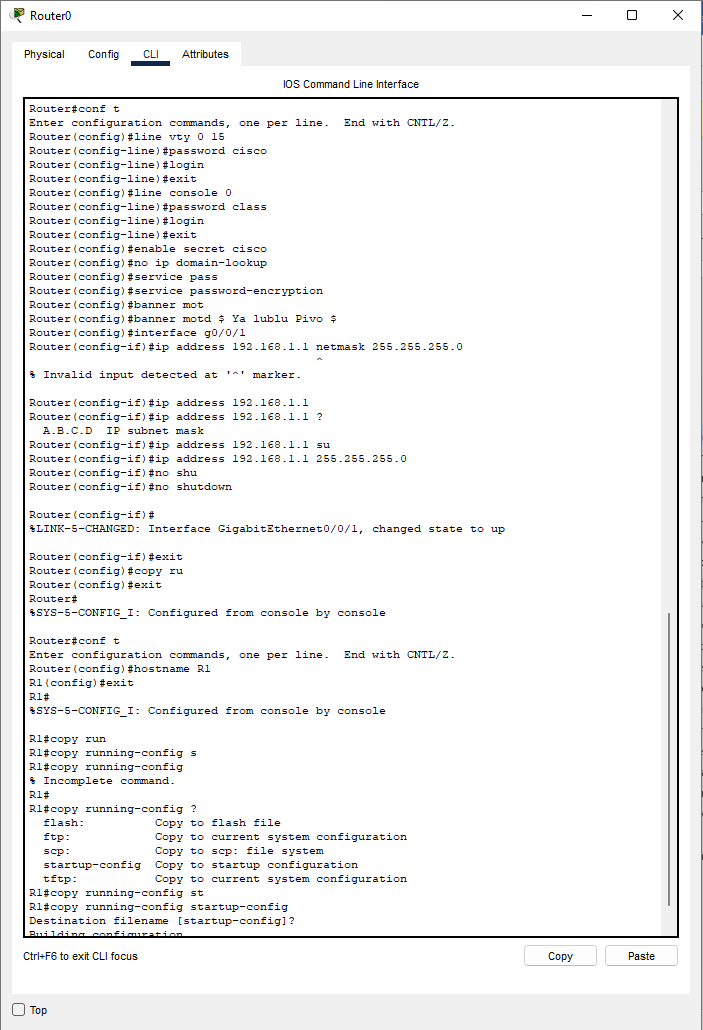 Router0
Physical Config CLI Attributes
IOS Command Line Interface
Router#conf t
Enter configuration commands, one per line.  End with CNTL/Z.
Router(config)#line vty 0 15
Router(config-line)#password cisco
Router(config-line)#login
Router(config-line)#exit
Router(config)#line console 0
Router(config-line)#password class
Router(config-line)#login
Router(config-line)#exit
Router(config)#enable secret cisco
Router(config)#no ip domain-lookup
Router(config)#service pass
Router(config)#service password-encryption
Router(config)#banner mot
Router(config)#banner motd $ Ya lublu Pivo $
Router(config)#interface g0/0/1
Router(config-if)#ip address 192.168.1.1 netmask 255.255.255.0
^
% Invalid input detected at '^' marker.
Router(config-if)#ip address 192.168.1.1
Router(config-if)#ip address 192.168.1.1 ?
A.B.C.D  IP subnet mask
Router(config-if)#ip address 192.168.1.1 su
Router(config-if)#ip address 192.168.1.1 255.255.255.0
Router(config-if)#no shu
Router(config-if)#no shutdown
Router(config-if)#
%LINK-5-CHANGED: Interface GigabitEthernet0/0/1, changed state to up
Router(config-if)#exit
Router(config)#copy ru
Router(config)#exit
Router#
%SYS-5-CONFIG_I: Configured from console by console
Router#conf t
Enter configuration commands, one per line.  End with CNTL/Z.
Router(config)#hostname R1
R1(config)#exit
R1#
%SYS-5-CONFIG_I: Configured from console by console
R1#copy run
R1#copy running-config s
R1#copy running-config
% Incomplete command.
R1#
R1#copy running-config ?
flash:          Copy to flash file
ftp:            Copy to current system configuration
scp:            Copy to scp: file system
startup-config  Copy to startup configuration
tftp:           Copy to current system configuration
R1#copy running-config st
R1#copy running-config startup-config
Destination filename [startup-config]?
Building configuration
Ctrl+F6 to exit CLI focus
Copy Paste
Top